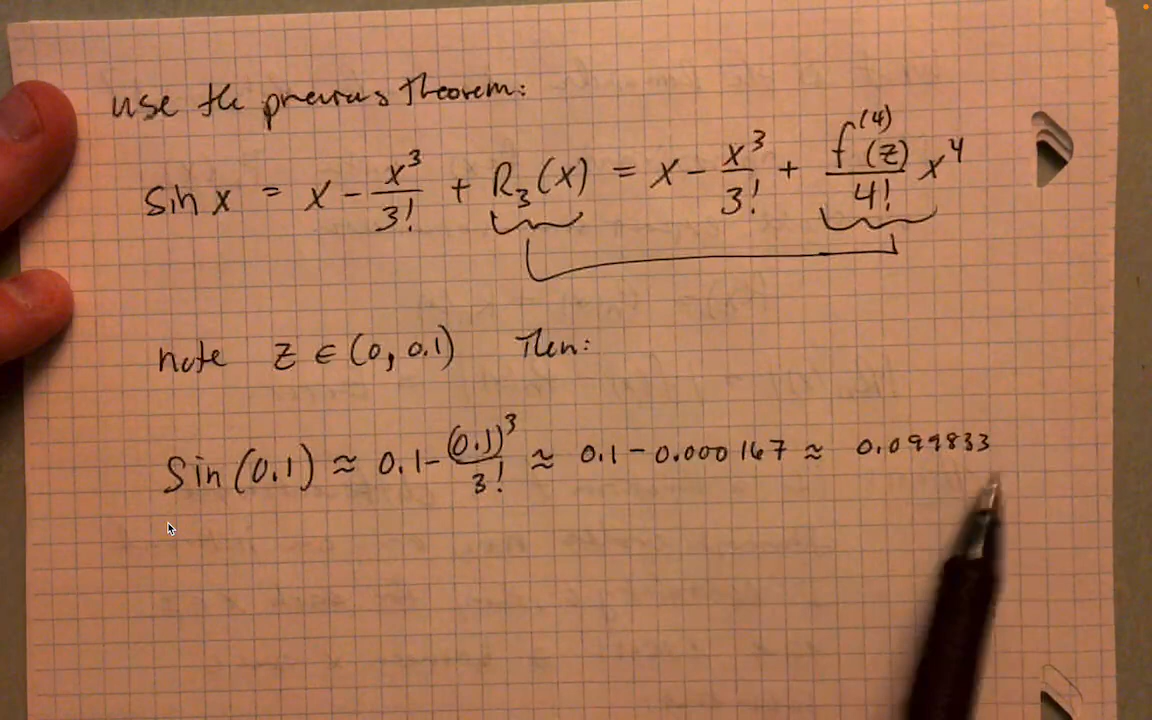 use the previous Theorem:
sin x = x - x³/3! + R₃(x) = x - x³/3! + f⁽⁴⁾(z)/4! x⁴
note z ∈ (0, 0.1) Then:
Sin(0.1) ≈ 0.1 - (0.1)³/3! ≈ 0.1 - 0.000167 ≈ 0.099833